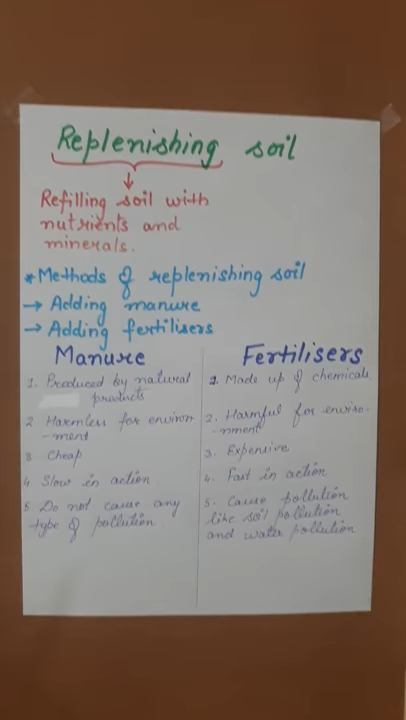 Replenishing soil
Refilling soil with
nutrients and
minerals.
* Methods of replenishing soil
→ Adding manure
→ Adding fertilisers
Manure
1. Produced by natural
products
2 Harmless for environ
-ment
3 Cheap
4 Slow in action
5. Do not cause any
type of pollution
Fertilisers
1. Made up of chemicals
2. Harmful for enviro-
-nment
3. Expensive
4. Fast in action
5. Cause pollution
like soil pollution
and water pollution